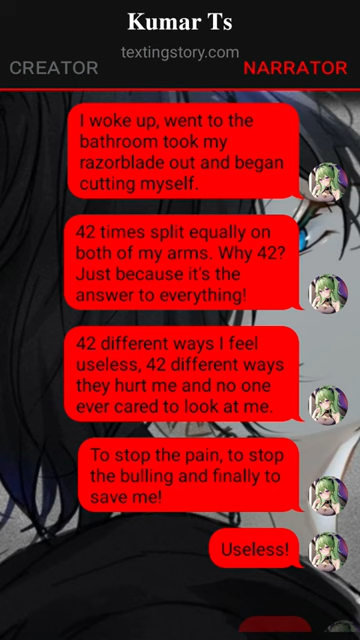 Kumar Ts
textingstory.com
CREATOR
NARRATOR
I woke up, went to the
bathroom took my
razorblade out and began
cutting myself.
42 times split equally on
both of my arms. Why 42?
Just because it's the
answer to everything!
42 different ways I feel
useless, 42 different ways
they hurt me and no one
ever cared to look at me.
To stop the pain, to stop
the bulling and finally to
save me!
Useless!